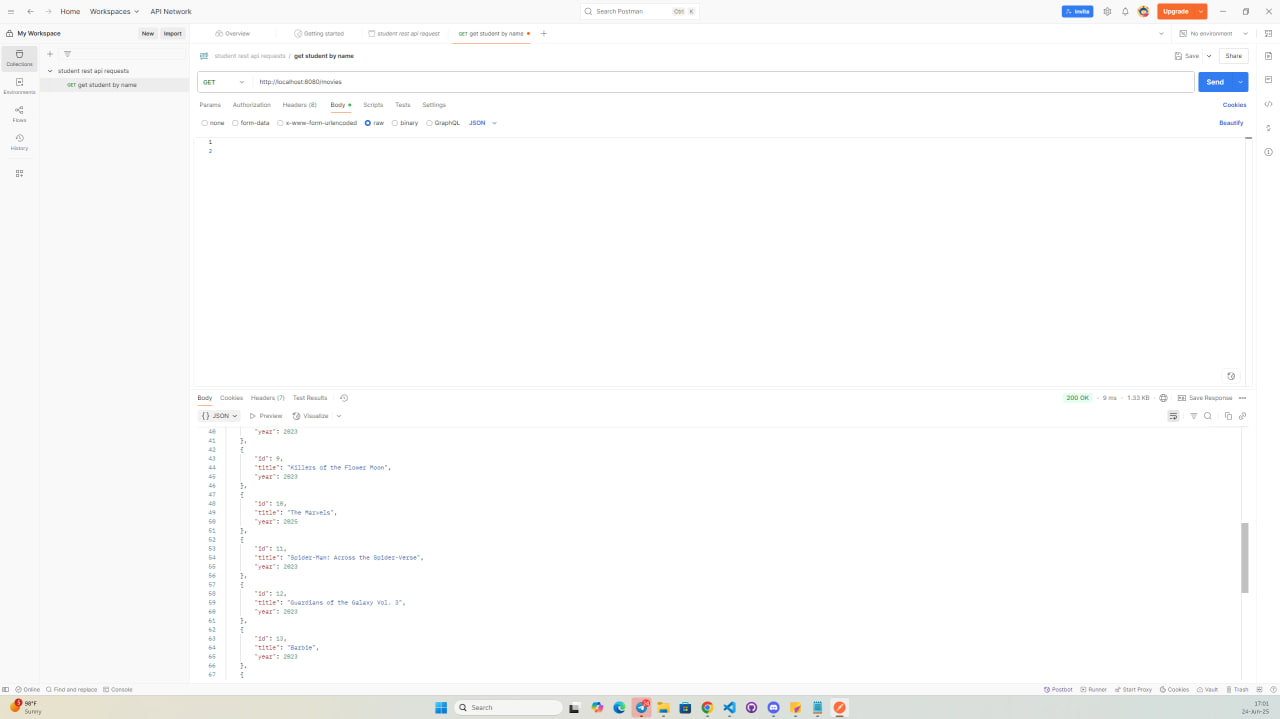 Home Workspaces API Network Search Postman Ctrl K Invite Upgrade
My Workspace New Import Overview Getting started student rest api request GET get student by name No environment
Collections
Environments
Flows
History
student rest api requests
GET get student by name
student rest api requests / get student by name Save Share
GET http://localhost:8080/movies Send
Params Authorization Headers (8) Body Scripts Tests Settings Cookies
none form-data x-www-form-urlencoded raw binary GraphQL JSON Beautify
1
2
Body Cookies Headers (7) Test Results 200 OK 9 ms 1.33 KB Save Response
{} JSON Preview Visualize
40 "year": 2023
41 },
42 {
43 "id": 9,
44 "title": "Killers of the Flower Moon",
45 "year": 2023
46 },
47 {
48 "id": 10,
49 "title": "The Marvels",
50 "year": 2025
51 },
52 {
53 "id": 11,
54 "title": "Spider-Man: Across the Spider-Verse",
55 "year": 2023
56 },
57 {
58 "id": 12,
59 "title": "Guardians of the Galaxy Vol. 3",
60 "year": 2023
61 },
62 {
63 "id": 13,
64 "title": "Barbie",
65 "year": 2023
66 },
67 {
Online Find and replace Console Postbot Runner Start Proxy Cookies Vault Trash
98°F
Sunny
Search
17:01
24-Jun-25